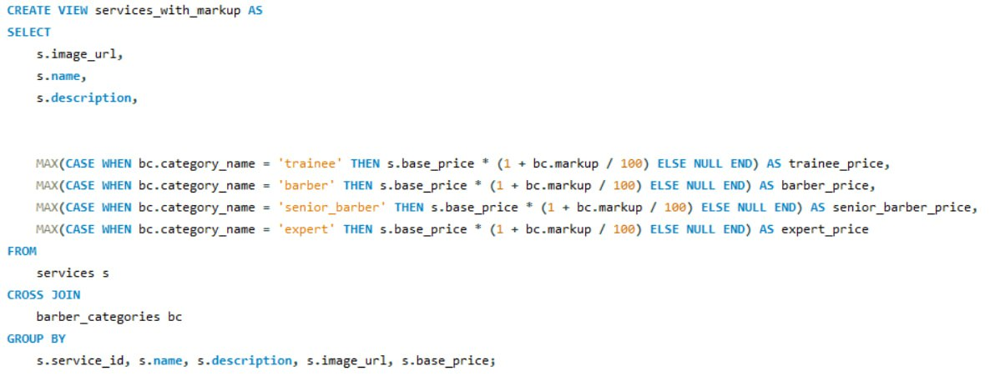 CREATE VIEW services_with_markup AS
SELECT
    s.image_url,
    s.name,
    s.description,
    MAX(CASE WHEN bc.category_name = 'trainee' THEN s.base_price * (1 + bc.markup / 100) ELSE NULL END) AS trainee_price,
    MAX(CASE WHEN bc.category_name = 'barber' THEN s.base_price * (1 + bc.markup / 100) ELSE NULL END) AS barber_price,
    MAX(CASE WHEN bc.category_name = 'senior_barber' THEN s.base_price * (1 + bc.markup / 100) ELSE NULL END) AS senior_barber_price,
    MAX(CASE WHEN bc.category_name = 'expert' THEN s.base_price * (1 + bc.markup / 100) ELSE NULL END) AS expert_price
FROM
    services s
CROSS JOIN
    barber_categories bc
GROUP BY
    s.service_id, s.name, s.description, s.image_url, s.base_price;